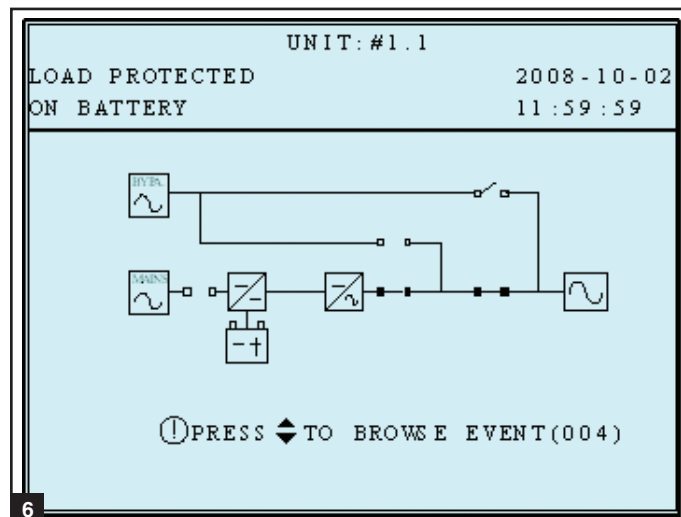 UNIT:#1.1
LOAD PROTECTED 2008-10-02
ON BATTERY 11:59:59
BYPA.
MAINS
PRESS TO BROWSE EVENT(004)
6